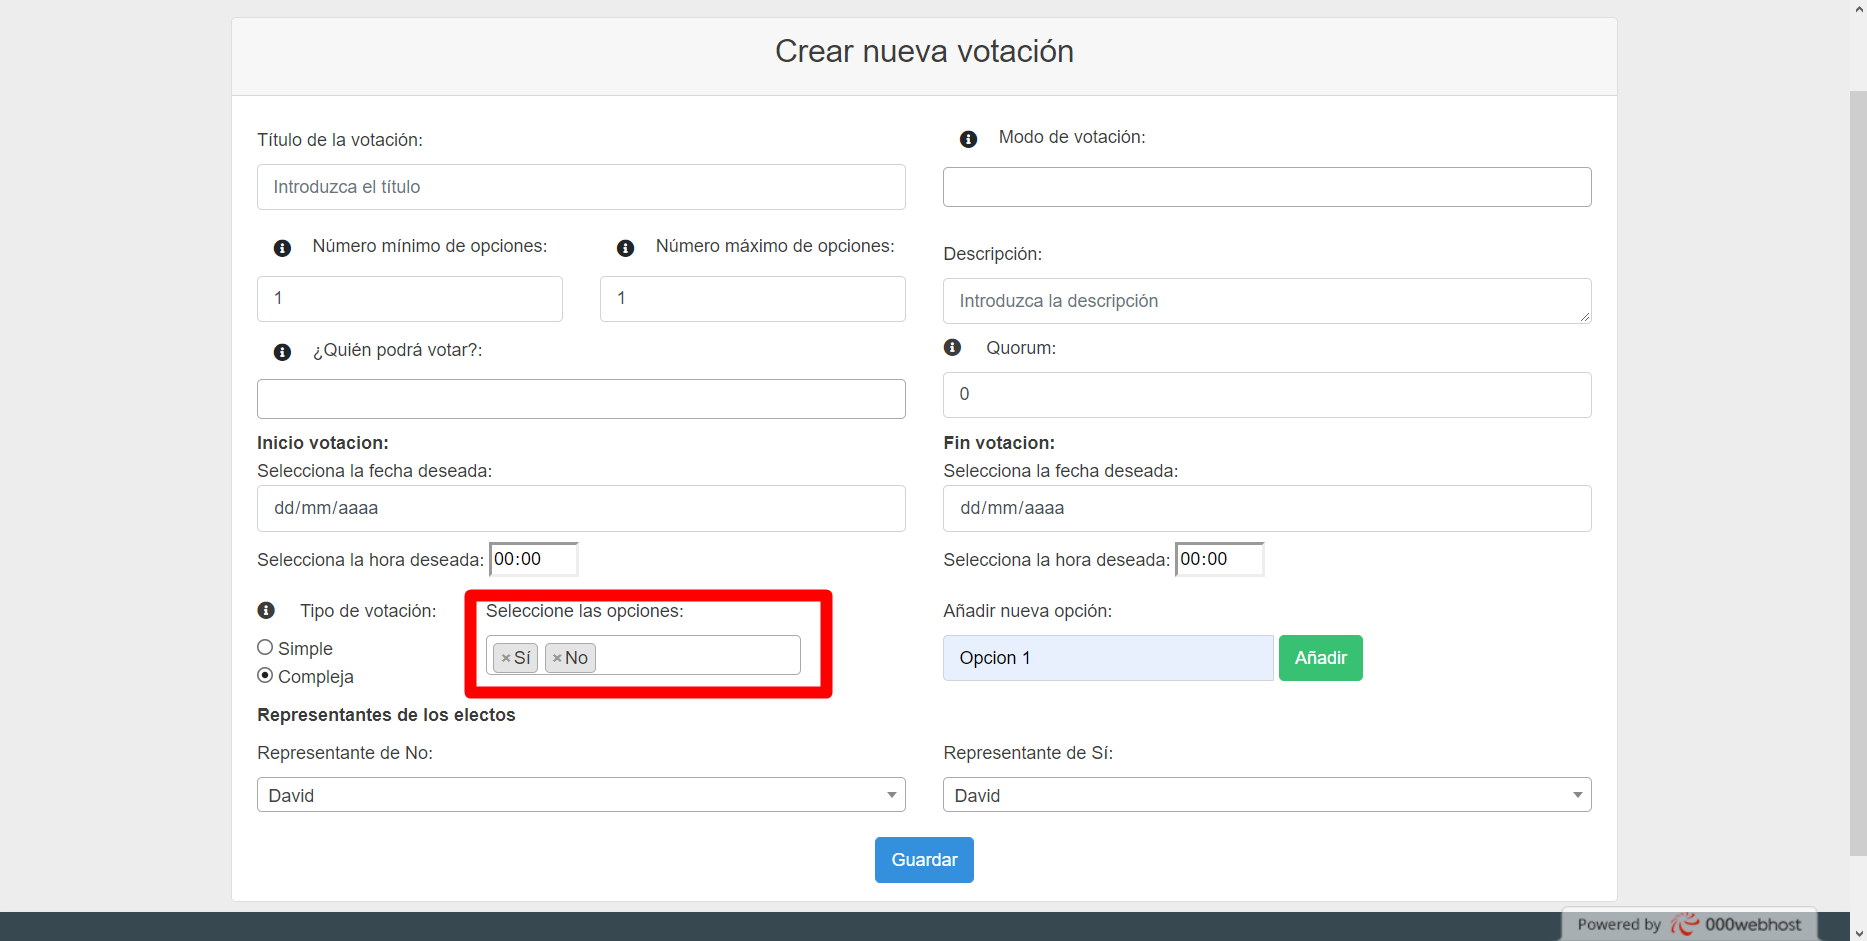 Crear nueva votación
Título de la votación:
Modo de votación:
Introduzca el título
Número mínimo de opciones:
Número máximo de opciones:
Descripción:
1
1
Introduzca la descripción
¿Quién podrá votar?:
Quorum:
0
Inicio votacion:
Fin votacion:
Selecciona la fecha deseada:
Selecciona la fecha deseada:
dd/mm/aaaa
dd/mm/aaaa
Selecciona la hora deseada: 00:00
Selecciona la hora deseada: 00:00
Tipo de votación:
Seleccione las opciones:
Añadir nueva opción:
Simple
Compleja
×Sí ×No
Opcion 1
Añadir
Representantes de los electos
Representante de No:
Representante de Sí:
David
David
Guardar
Powered by 000webhost